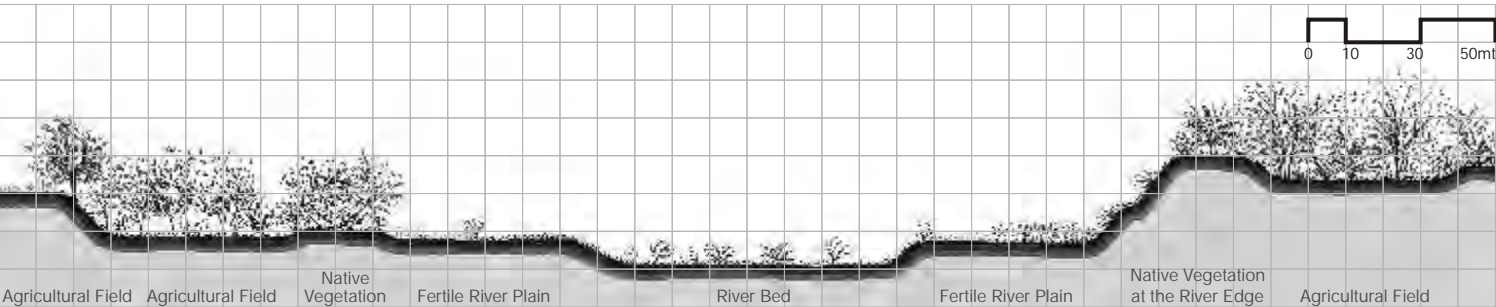 0 10 30 50mt
Agricultural Field
Agricultural Field
Native
Vegetation
Fertile River Plain
River Bed
Fertile River Plain
Native Vegetation
at the River Edge
Agricultural Field